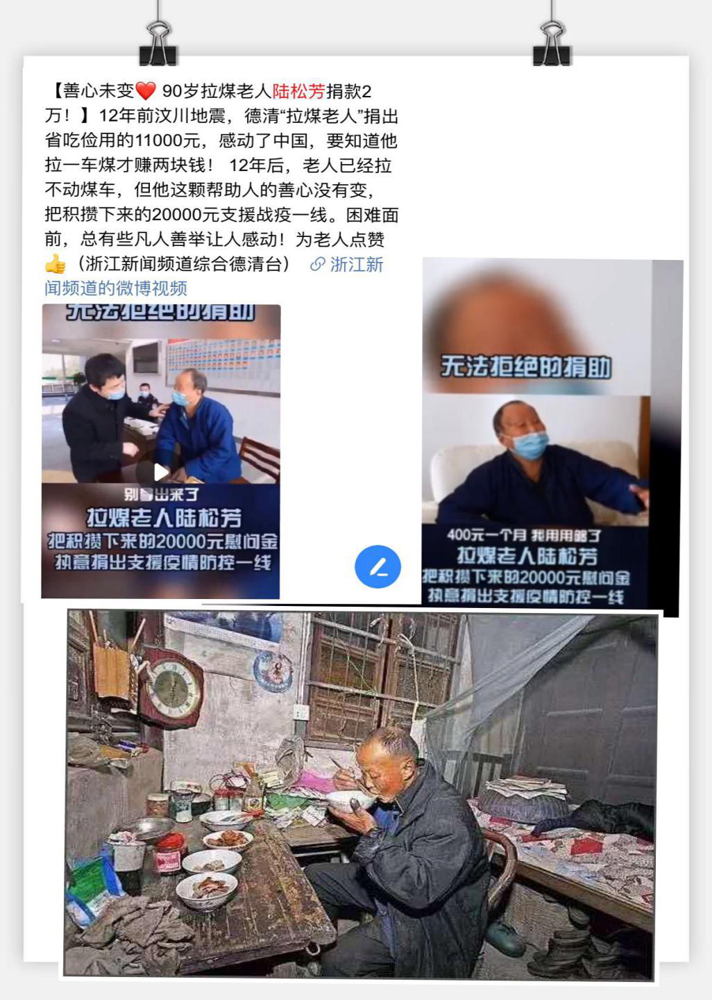 【善心未变❤️ 90岁拉煤老人陆松芳捐款2
万！】12年前汶川地震，德清“拉煤老人”捐出
省吃俭用的11000元，感动了中国，要知道他
拉一车煤才赚两块钱！ 12年后，老人已经拉
不动煤车，但他这颗帮助人的善心没有变，
把积攒下来的20000元支援战疫一线。困难面
前，总有些凡人善举让人感动！为老人点赞
👍（浙江新闻频道综合德清台） 浙江新
闻频道的微博视频
无法拒绝的捐助
别拿出来了
拉煤老人陆松芳
把积攒下来的20000元慰问金
执意捐出支援疫情防控一线
无法拒绝的捐助
400元一个月 我用用够了
拉煤老人陆松芳
把积攒下来的20000元慰问金
执意捐出支援疫情防控一线